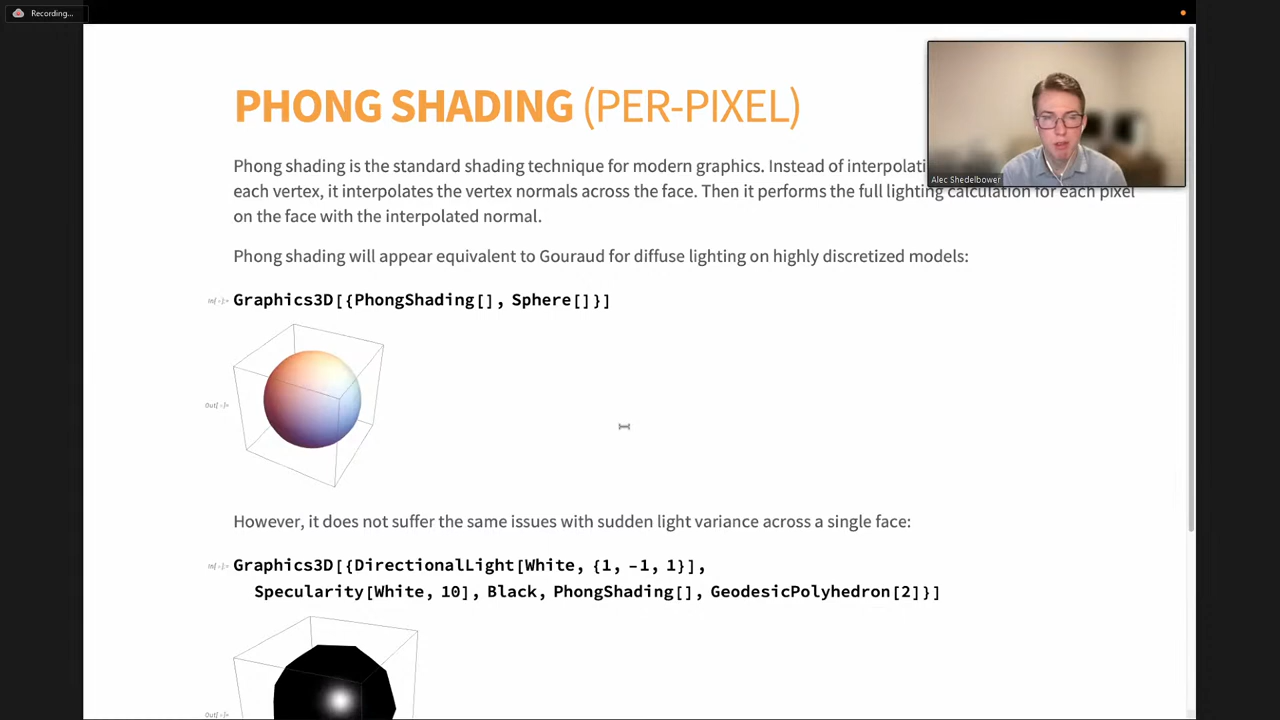 Recording...
PHONG SHADING (PER-PIXEL)
Phong shading is the standard shading technique for modern graphics. Instead of
each vertex, it interpolates the vertex normals across the face. Then it performs the full lighting calculation for each pixel
on the face with the interpolated normal.
Alec Shedelbower
Phong shading will appear equivalent to Gouraud for diffuse lighting on highly discretized models:
In[•]:= Graphics3D[{PhongShading[], Sphere[]}]
Out[•]=
However, it does not suffer the same issues with sudden light variance across a single face:
In[•]:= Graphics3D[{DirectionalLight[White, {1, -1, 1}],
Specularity[White, 10], Black, PhongShading[], GeodesicPolyhedron[2]}]
Out[•]=